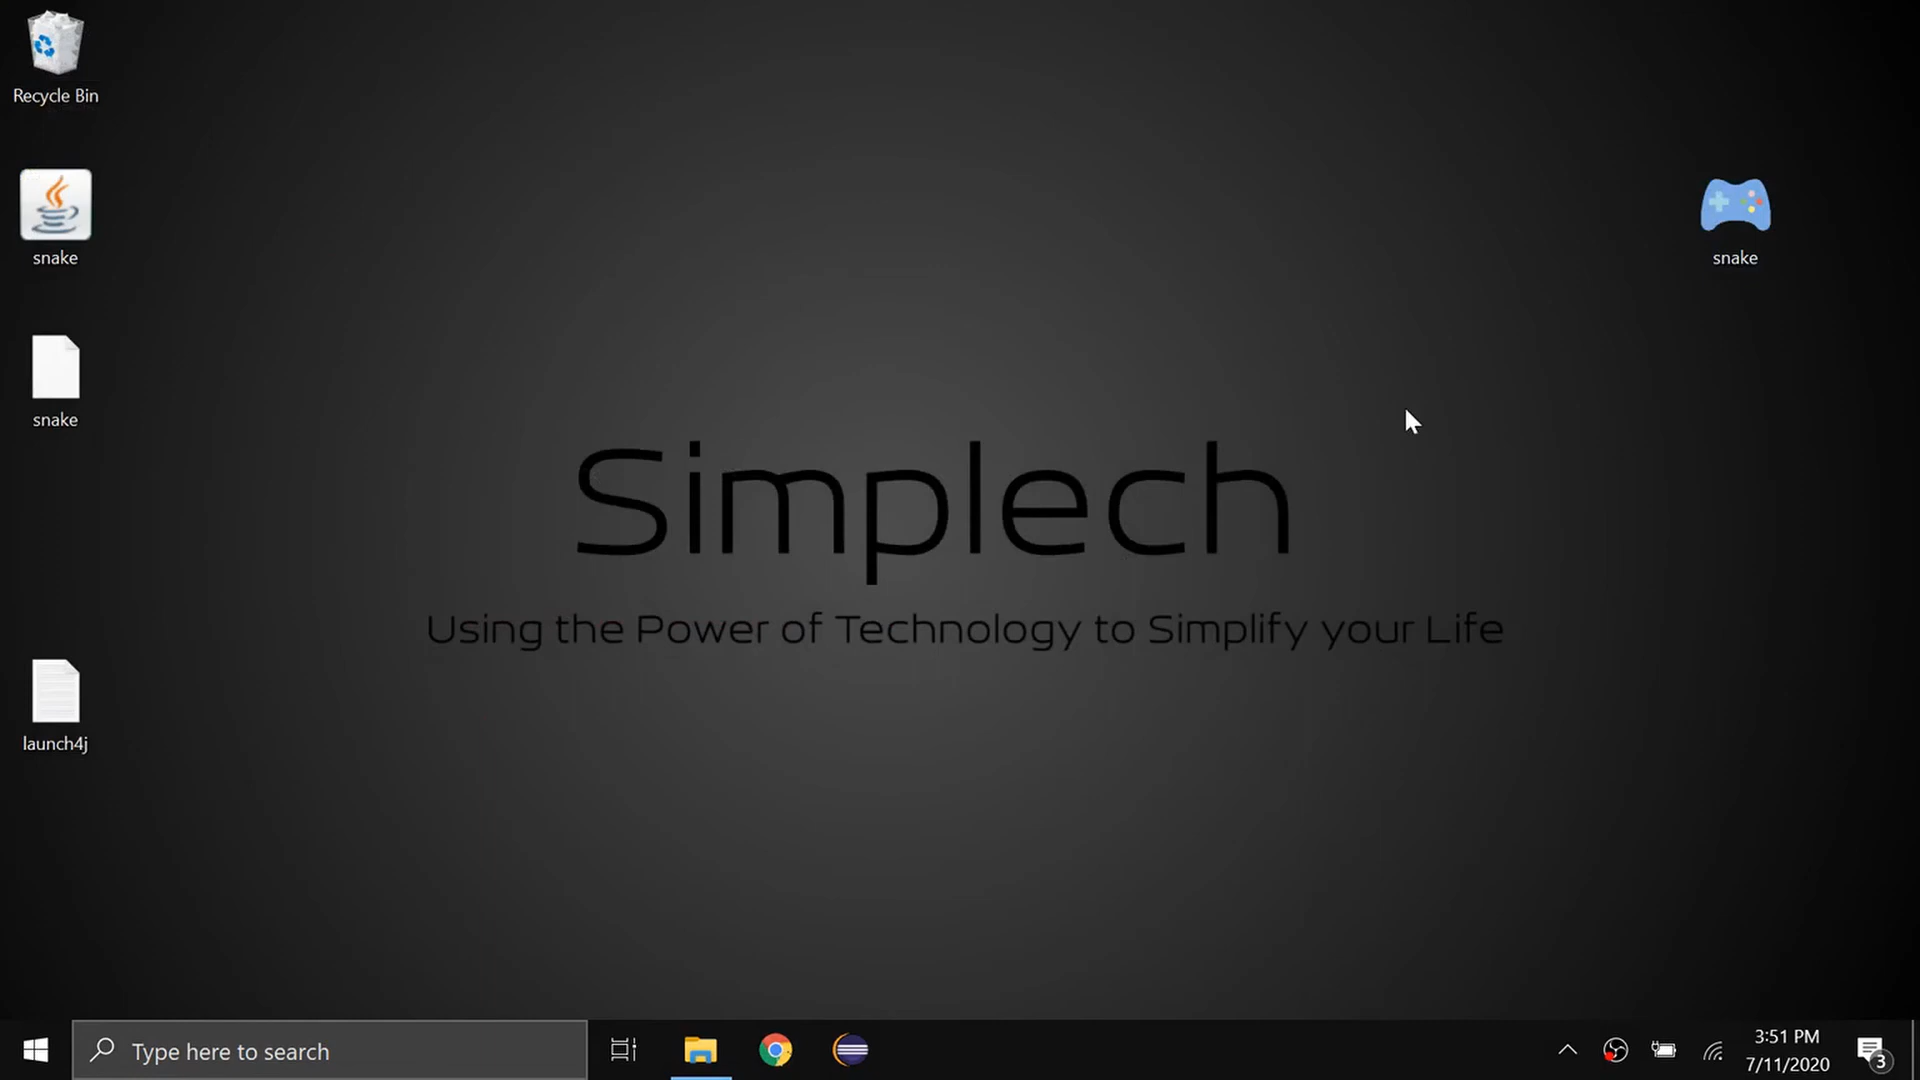 Recycle Bin
snake
snake
snake
Simplech
Using the Power of Technology to Simplify your Life
launch4j
Type here to search
3:51 PM
7/11/2020
3